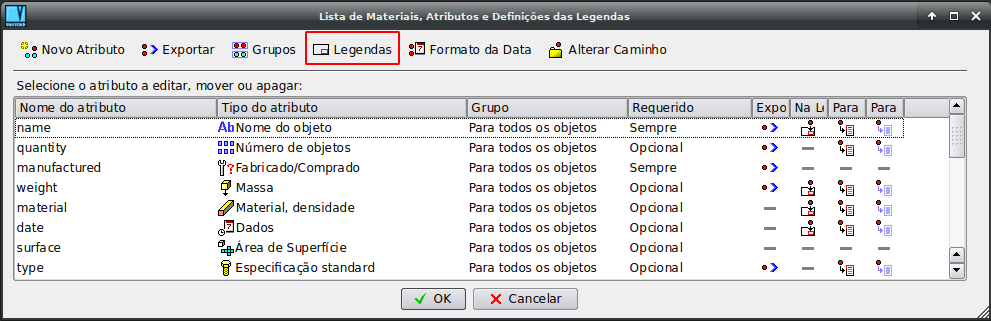 Lista de Materiais, Atributos e Definições das Legendas
Novo Atributo Exportar Grupos Legendas Formato da Data Alterar Caminho
Selecione o atributo a editar, mover ou apagar:
Nome do atributo Tipo do atributo Grupo Requerido Expo Na Le Para Para
name Ab Nome do objeto Para todos os objetos Sempre
quantity Número de objetos Para todos os objetos Opcional
manufactured Fabricado/Comprado Para todos os objetos Sempre
weight Massa Para todos os objetos Opcional
material Material, densidade Para todos os objetos Opcional
date Dados Para todos os objetos Opcional
surface Área de Superfície Para todos os objetos Opcional
type Especificação standard Para todos os objetos Opcional
OK Cancelar